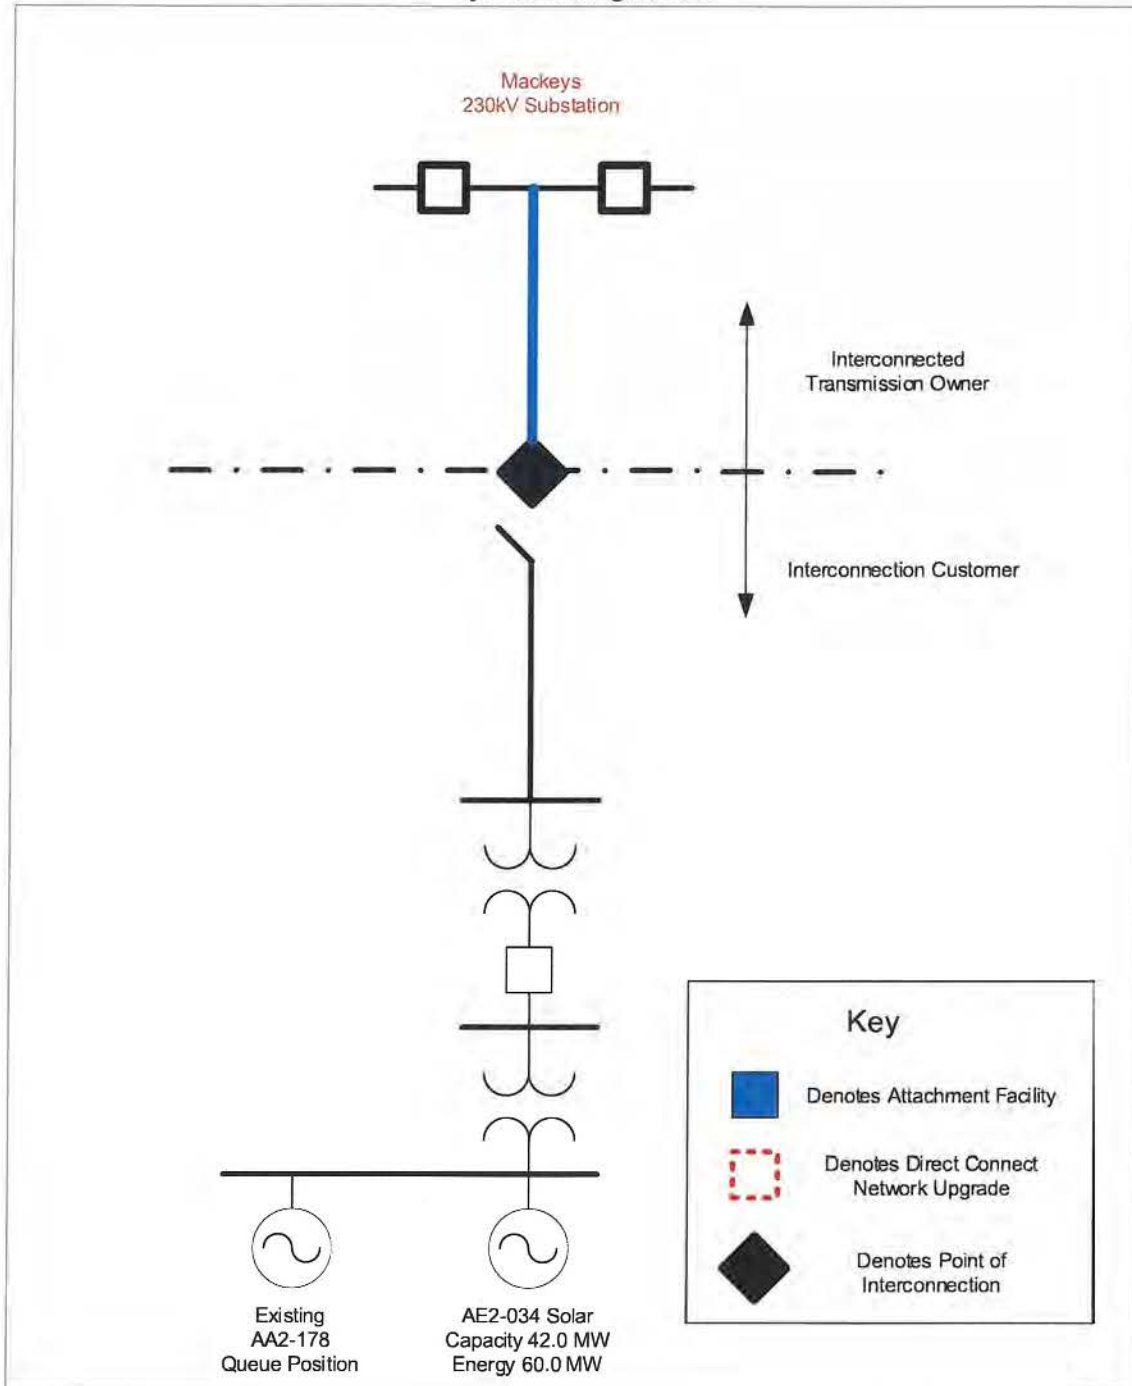 Mackeys
230kV Substation
Interconnected
Transmission Owner
Interconnection Customer
Key
Denotes Attachment Facility
Denotes Direct Connect
Network Upgrade
Denotes Point of
Interconnection
Existing
AA2-178
Queue Position
AE2-034 Solar
Capacity 42.0 MW
Energy 60.0 MW